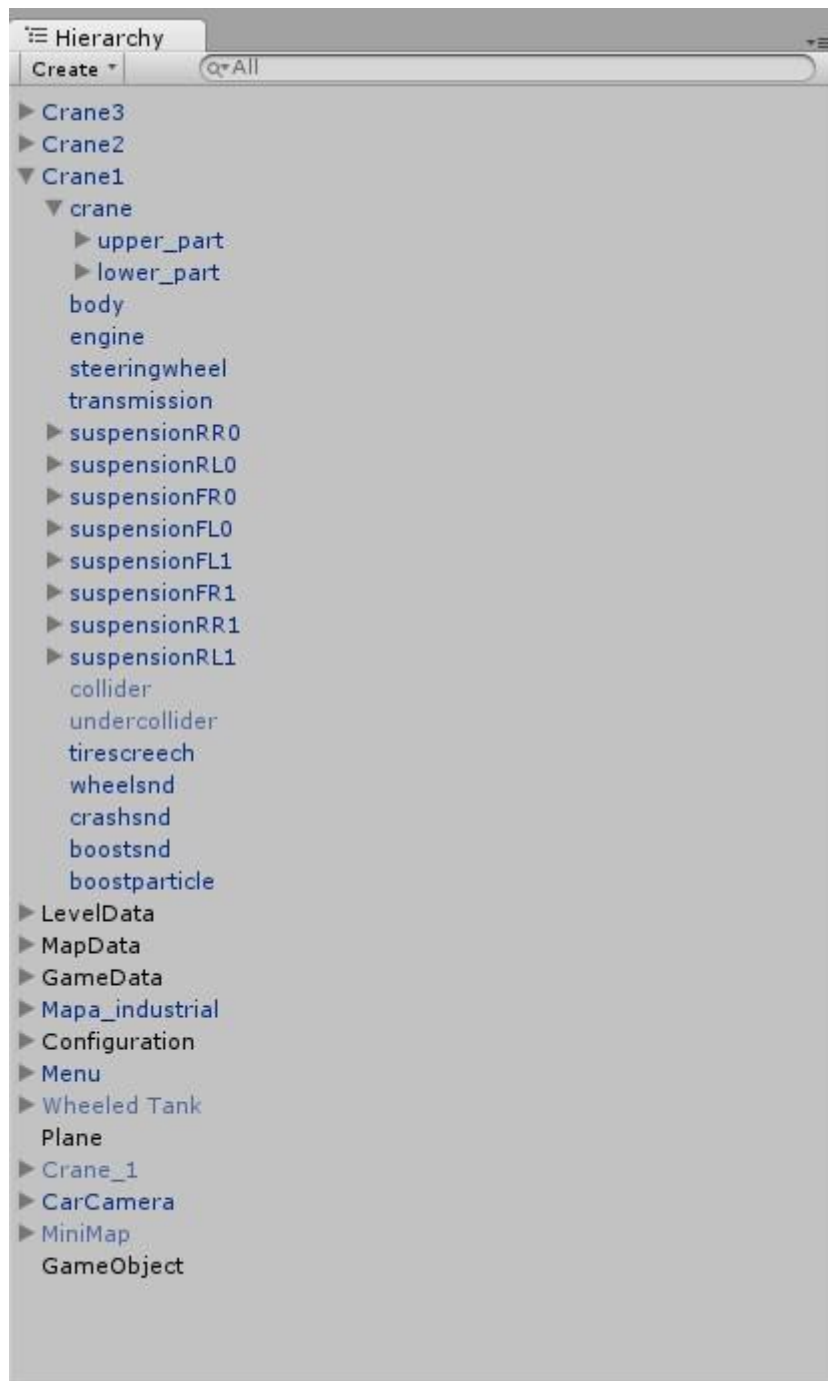 Hierarchy
Create All
Crane3
Crane2
Crane1
crane
upper_part
lower_part
body
engine
steeringwheel
transmission
suspensionRR0
suspensionRL0
suspensionFR0
suspensionFL0
suspensionFL1
suspensionFR1
suspensionRR1
suspensionRL1
collider
undercollider
tirescreech
wheelsnd
crashsnd
boostsnd
boostparticle
LevelData
MapData
GameData
Mapa_industrial
Configuration
Menu
Wheeled Tank
Plane
Crane_1
CarCamera
MiniMap
GameObject